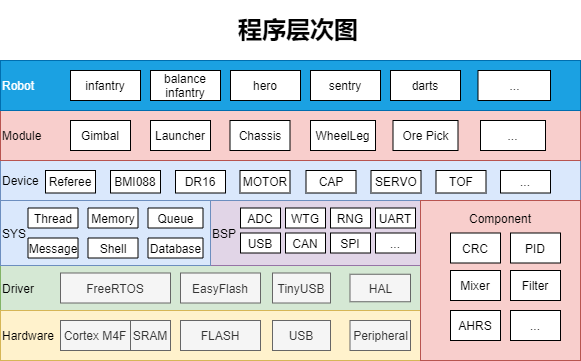 程序层次图
Robot
infantry
balance
infantry
hero
sentry
darts
...
Module
Gimbal
Launcher
Chassis
WheelLeg
Ore Pick
...
Device
Referee
BMI088
DR16
MOTOR
CAP
SERVO
TOF
...
SYS
Thread
Memory
Queue
Message
Shell
Database
BSP
ADC
WTG
RNG
UART
USB
CAN
SPI
...
Component
CRC
PID
Mixer
Filter
AHRS
...
Driver
FreeRTOS
EasyFlash
TinyUSB
HAL
Hardware
Cortex M4F
SRAM
FLASH
USB
Peripheral